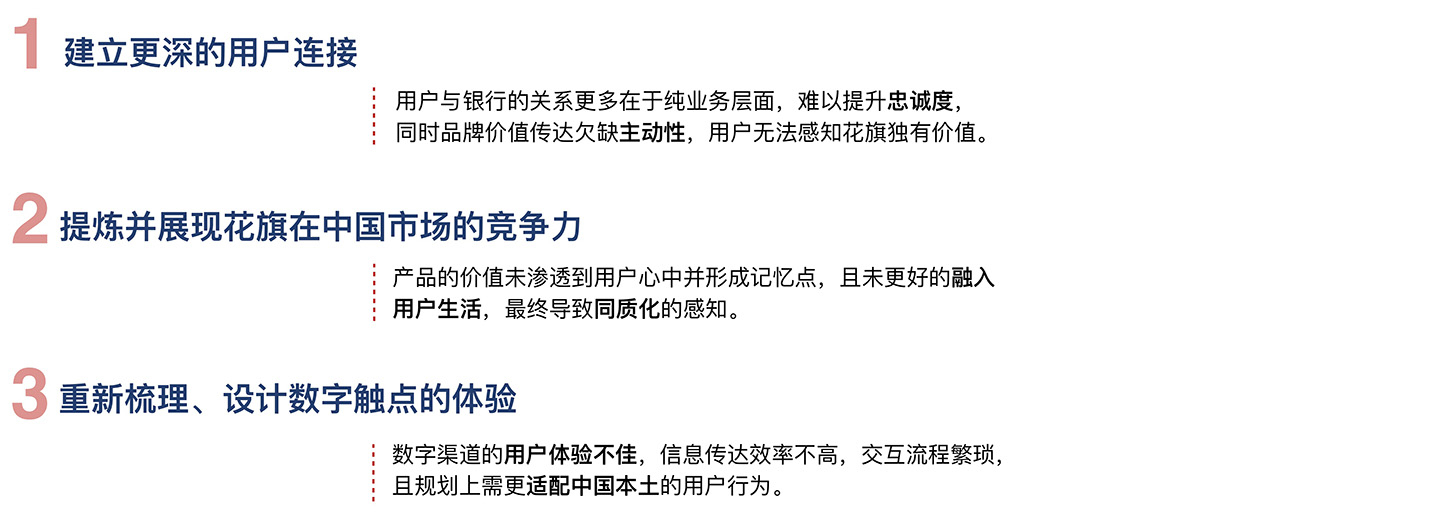 1 建立更深的用户连接
用户与银行的关系更多在于纯业务层面，难以提升忠诚度，
同时品牌价值传达欠缺主动性，用户无法感知花旗独有价值。
2 提炼并展现花旗在中国市场的竞争力
产品的价值未渗透到用户心中并形成记忆点，且未更好的融入
用户生活，最终导致同质化的感知。
3 重新梳理、设计数字触点的体验
数字渠道的用户体验不佳，信息传达效率不高，交互流程繁琐，
且规划上需更适配中国本土的用户行为。